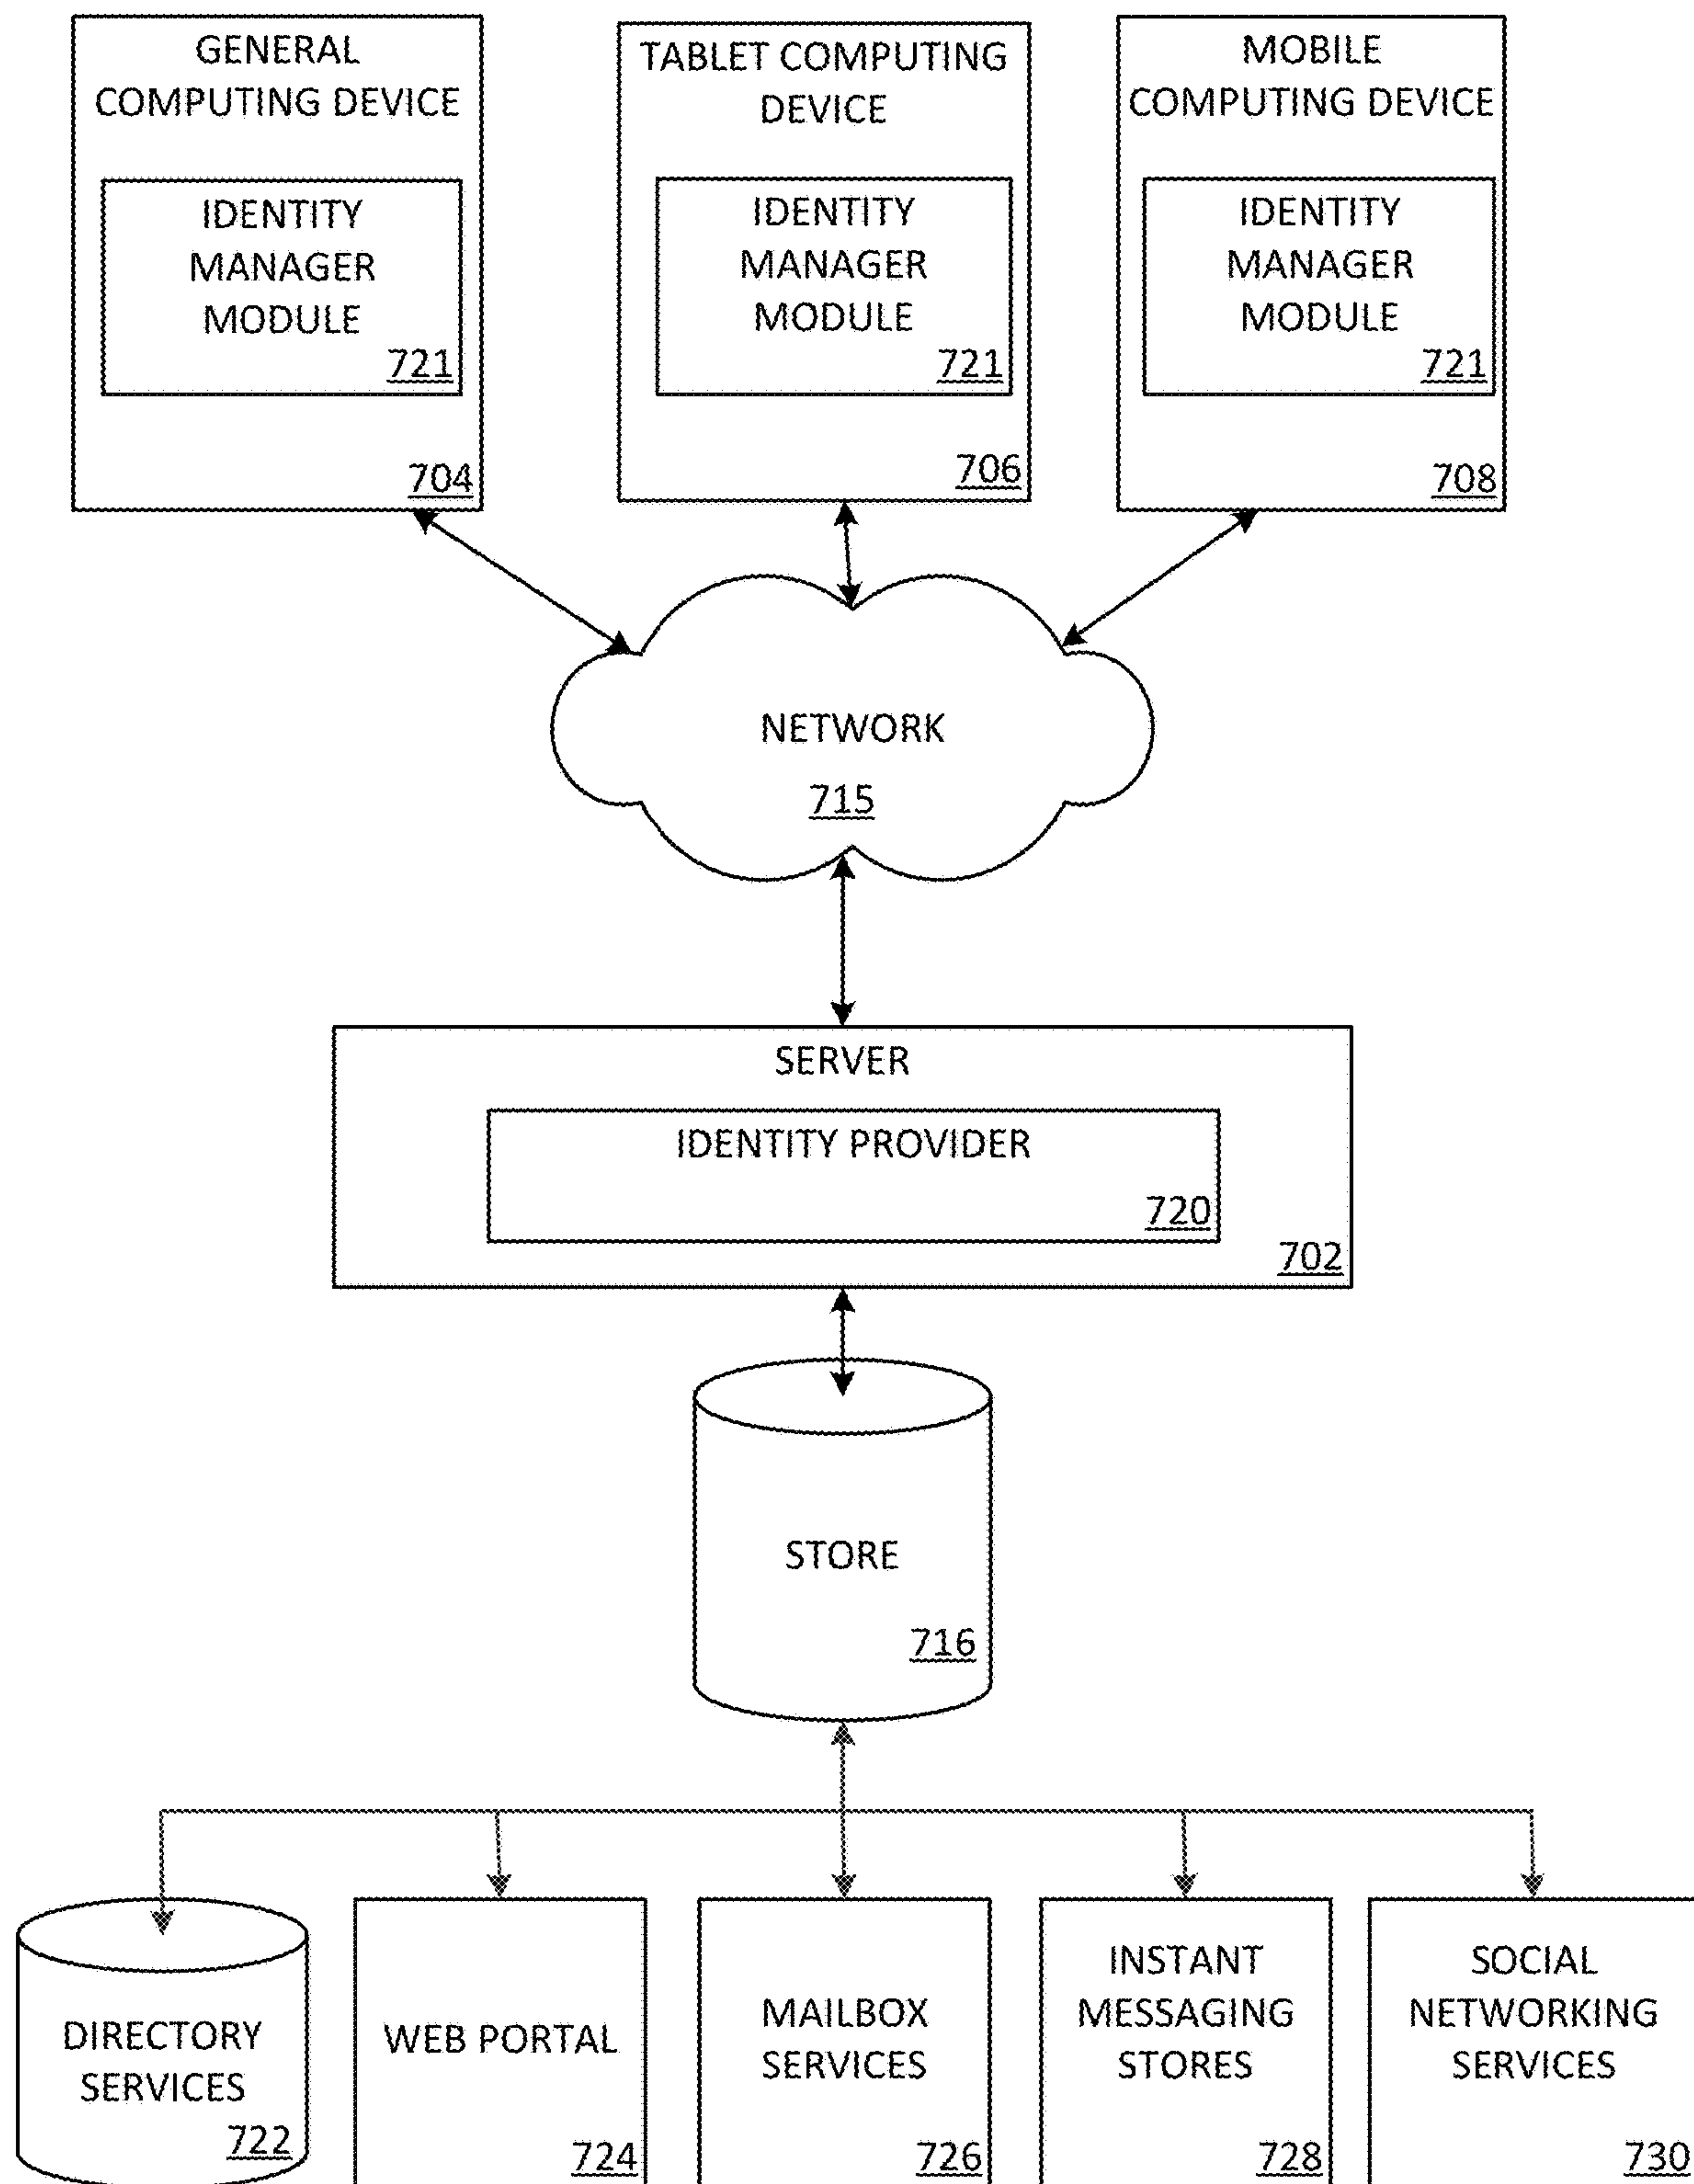 GENERAL
COMPUTING DEVICE
IDENTITY
MANAGER
MODULE
721
704
TABLET COMPUTING
DEVICE
IDENTITY
MANAGER
MODULE
721
706
MOBILE
COMPUTING DEVICE
IDENTITY
MANAGER
MODULE
721
708
NETWORK
715
SERVER
IDENTITY PROVIDER
720
702
STORE
716
DIRECTORY
SERVICES
722
WEB PORTAL
724
MAILBOX
SERVICES
726
INSTANT
MESSAGING
STORES
728
SOCIAL
NETWORKING
SERVICES
730